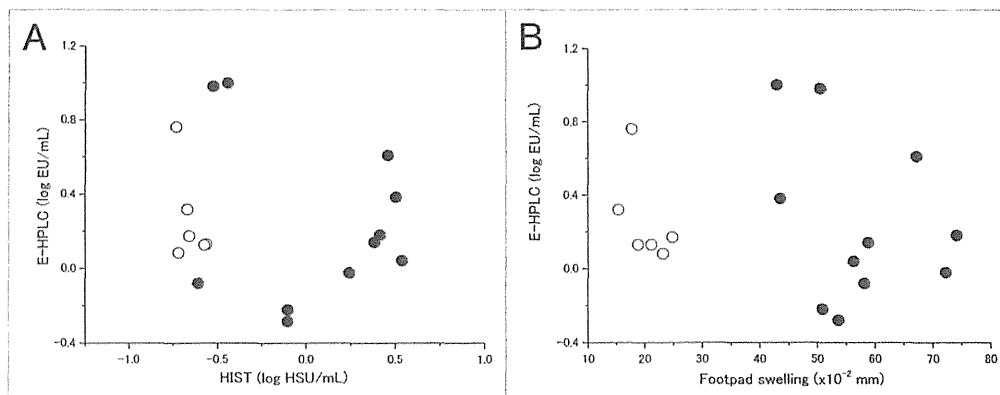 A
1.2
0.8
0.4
0.0
−0.4
E-HPLC (log EU/mL)
−1.0 −0.5 0.0 0.5 1.0
HIST (log HSU/mL)
B
1.2
0.8
0.4
0.0
−0.4
E-HPLC (log EU/mL)
10 20 30 40 50 60 70 80
Footpad swelling (x10⁻² mm)